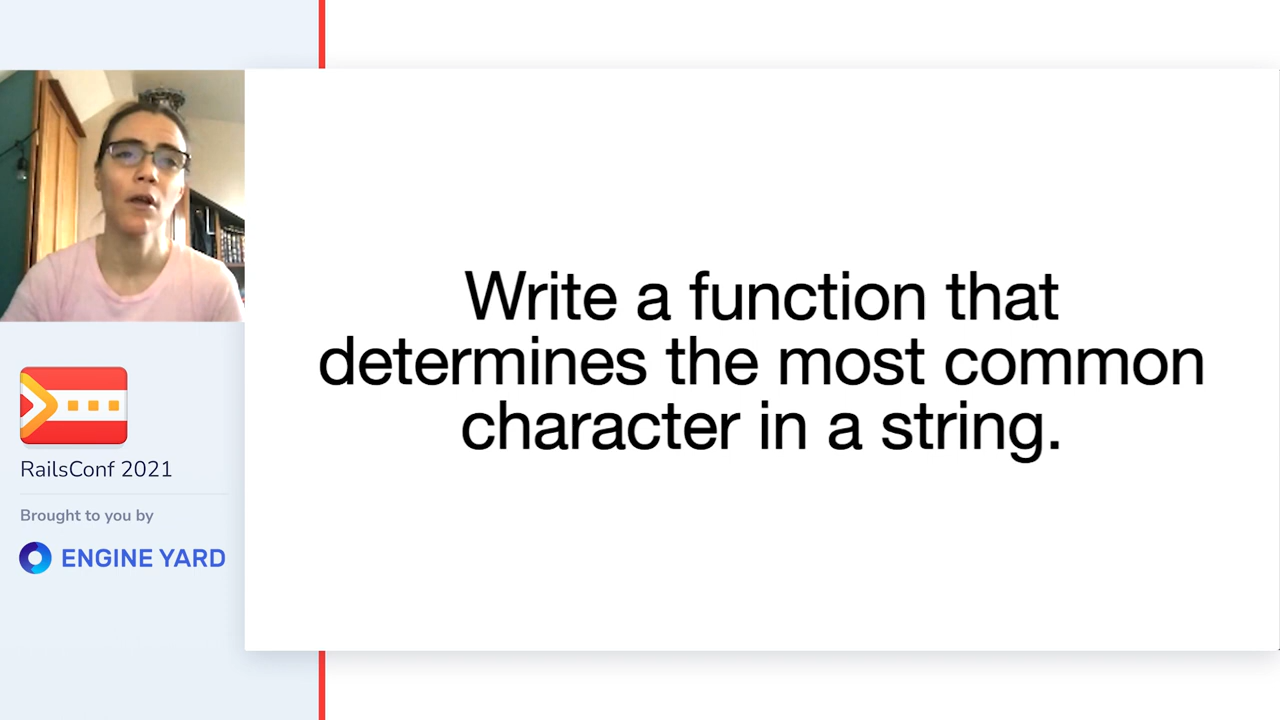 Write a function that
determines the most common
character in a string.
RailsConf 2021
Brought to you by
ENGINE YARD